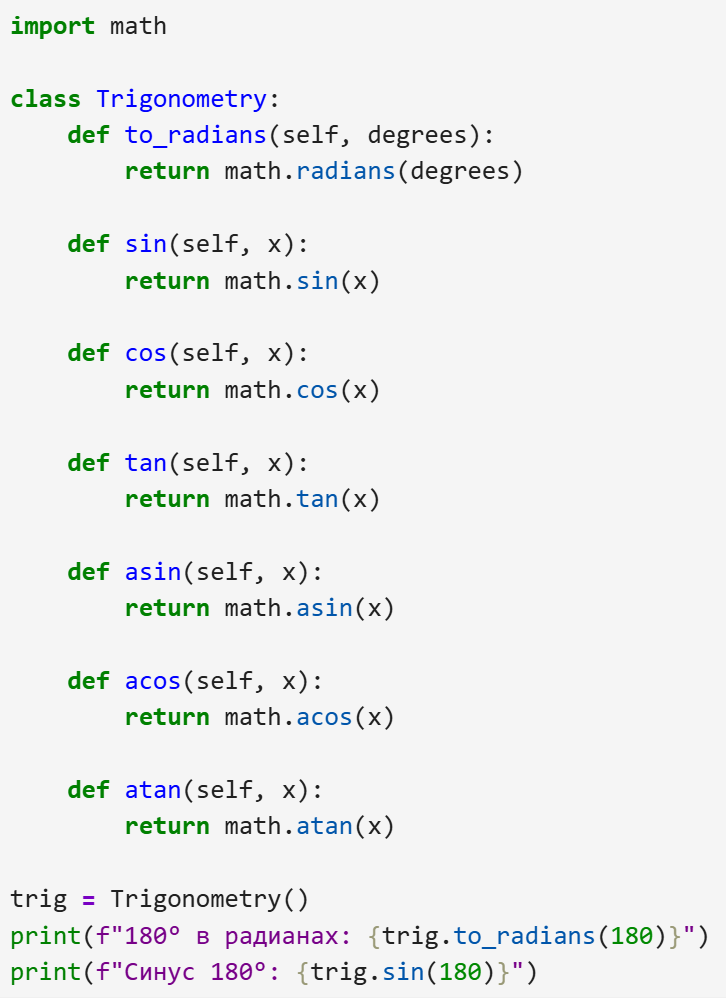 import math

class Trigonometry:
    def to_radians(self, degrees):
        return math.radians(degrees)

    def sin(self, x):
        return math.sin(x)

    def cos(self, x):
        return math.cos(x)

    def tan(self, x):
        return math.tan(x)

    def asin(self, x):
        return math.asin(x)

    def acos(self, x):
        return math.acos(x)

    def atan(self, x):
        return math.atan(x)

trig = Trigonometry()
print(f"180º в радианах: {trig.to_radians(180)}")
print(f"Синус 180º: {trig.sin(180)}")